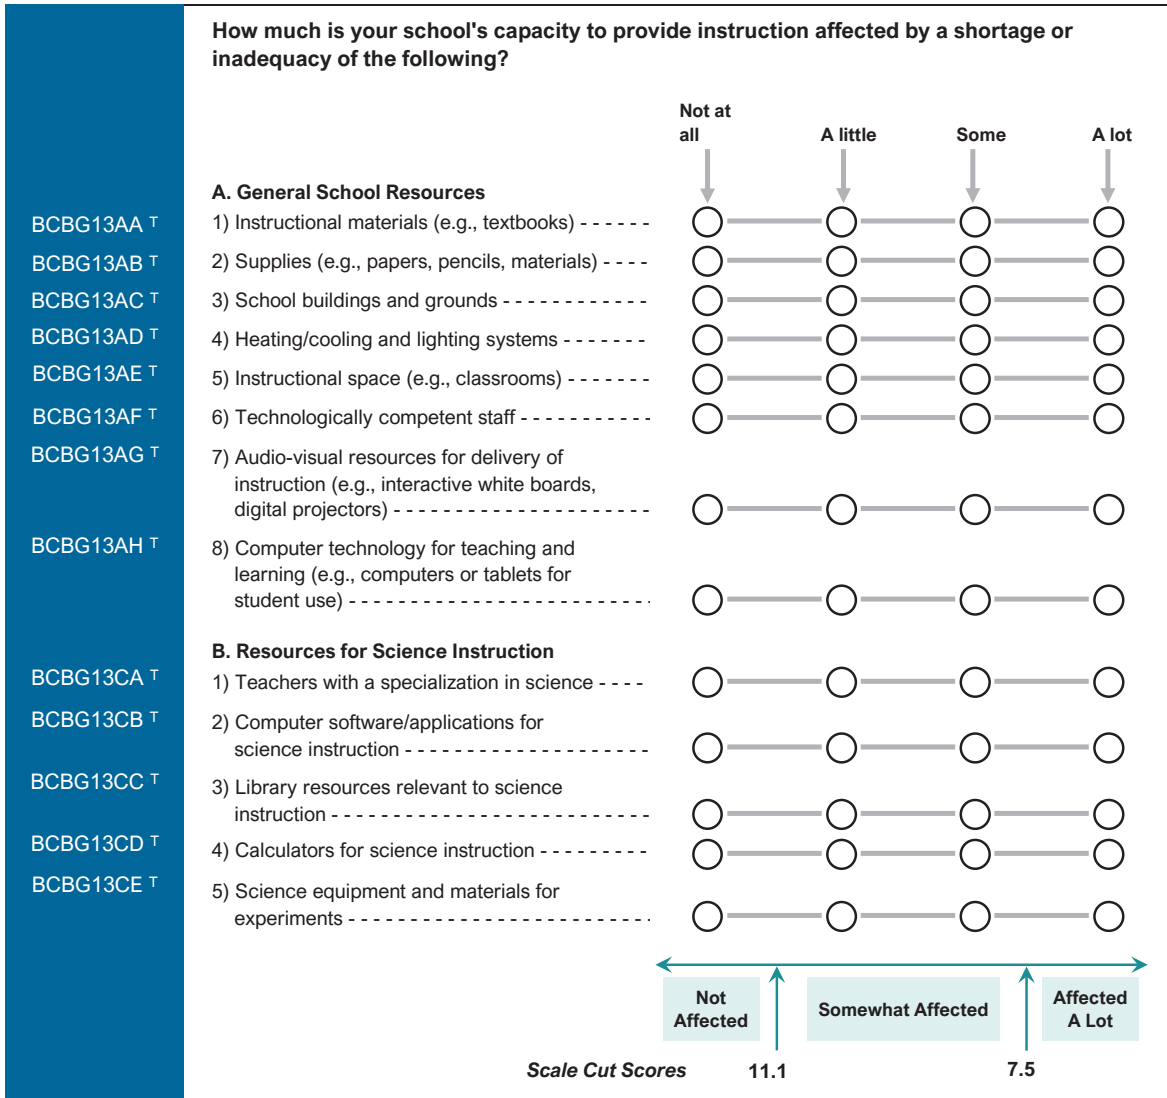 How much is your school's capacity to provide instruction affected by a shortage or
inadequacy of the following?
Not at
all
A little
Some
A lot
A. General School Resources
BCBG13AA T
1) Instructional materials (e.g., textbooks) - - - - - -
BCBG13AB T
2) Supplies (e.g., papers, pencils, materials) - - - -
BCBG13AC T
3) School buildings and grounds - - - - - - - - - - - -
BCBG13AD T
4) Heating/cooling and lighting systems - - - - - - -
BCBG13AE T
5) Instructional space (e.g., classrooms) - - - - - - -
BCBG13AF T
6) Technologically competent staff - - - - - - - - - - -
BCBG13AG T
7) Audio-visual resources for delivery of
instruction (e.g., interactive white boards,
digital projectors) - - - - - - - - - - - - - - - - - - - - -
BCBG13AH T
8) Computer technology for teaching and
learning (e.g., computers or tablets for
student use) - - - - - - - - - - - - - - - - - - - - - - - - -
B. Resources for Science Instruction
BCBG13CA T
1) Teachers with a specialization in science - - - -
BCBG13CB T
2) Computer software/applications for
science instruction - - - - - - - - - - - - - - - - - - - -
BCBG13CC T
3) Library resources relevant to science
instruction - - - - - - - - - - - - - - - - - - - - - - - - - -
BCBG13CD T
4) Calculators for science instruction - - - - - - - - -
BCBG13CE T
5) Science equipment and materials for
experiments - - - - - - - - - - - - - - - - - - - - - - - - -
Not
Affected
Somewhat Affected
Affected
A Lot
Scale Cut Scores 11.1 7.5